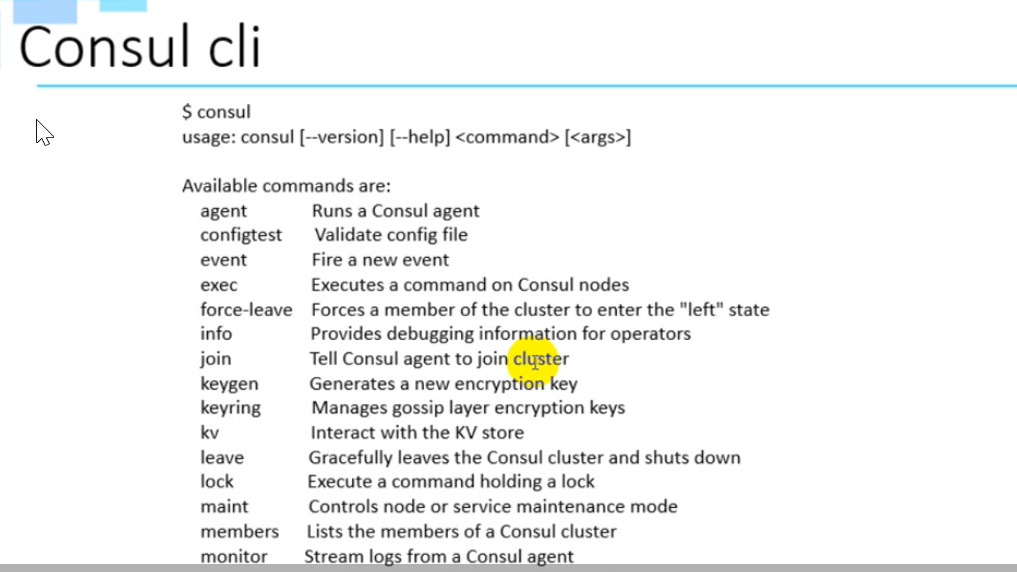 Consul cli
$ consul
usage: consul [--version] [--help] <command> [<args>]
Available commands are:
agent Runs a Consul agent
configtest Validate config file
event Fire a new event
exec Executes a command on Consul nodes
force-leave Forces a member of the cluster to enter the "left" state
info Provides debugging information for operators
join Tell Consul agent to join cluster
keygen Generates a new encryption key
keyring Manages gossip layer encryption keys
kv Interact with the KV store
leave Gracefully leaves the Consul cluster and shuts down
lock Execute a command holding a lock
maint Controls node or service maintenance mode
members Lists the members of a Consul cluster
monitor Stream logs from a Consul agent